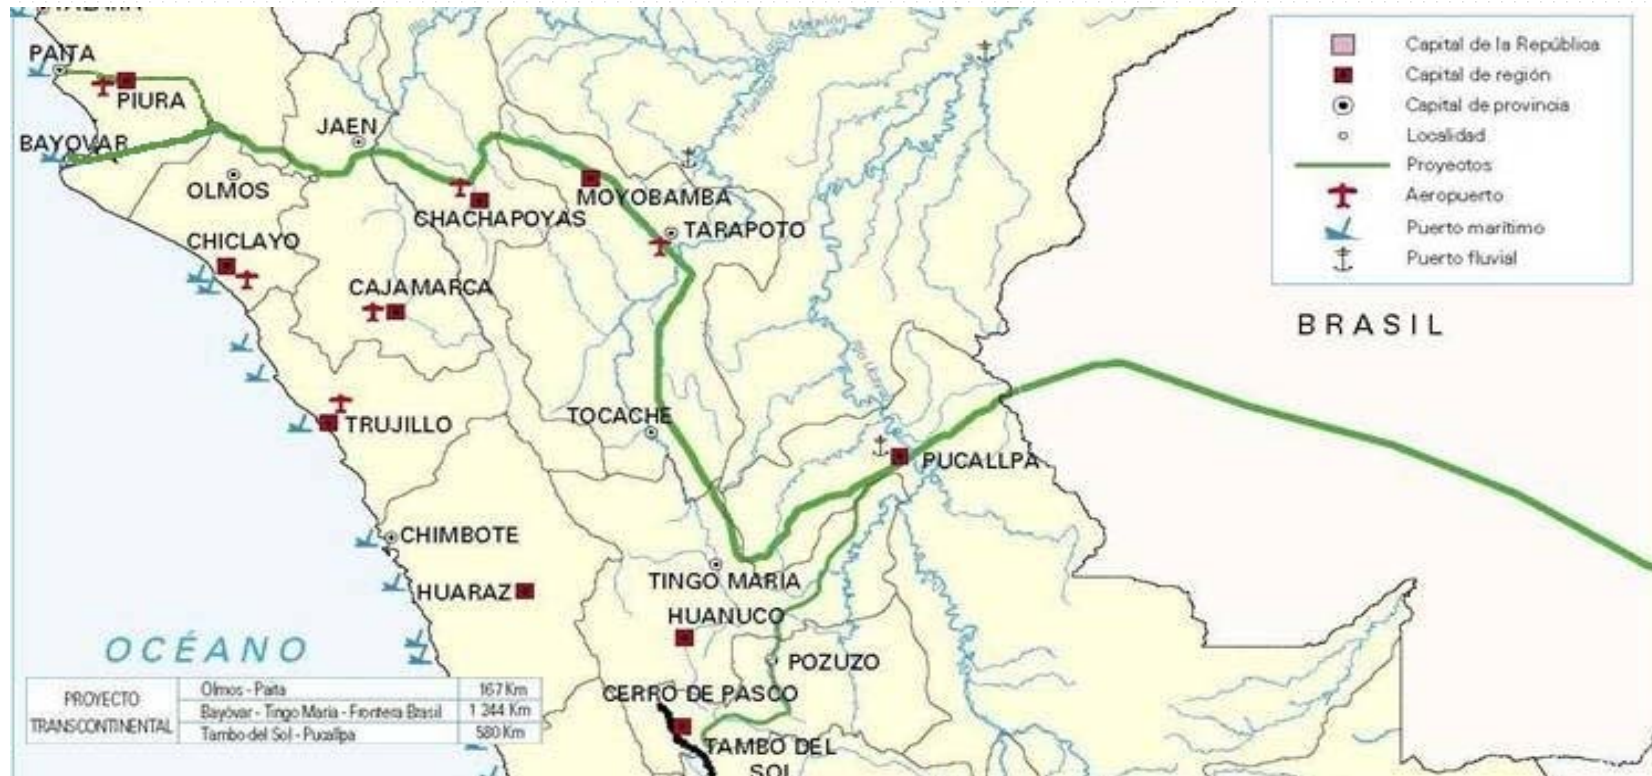 PAITA
PIURA
BAYOVAR
JAEN
OLMOS
CHACHAPOYAS
MOYOBAMBA
TARAPOTO
CHICLAYO
CAJAMARCA
TRUJILLO
TOCACHE
PUCALLPA
CHIMBOTE
TINGO MARIA
HUARAZ
HUANUCO
POZUZO
CERRO DE PASCO
TAMBO DEL
SOL
BRASIL
OCÉANO
Capital de la República
Capital de región
Capital de provincia
Localidad
Proyectos
Aeropuerto
Puerto marítimo
Puerto fluvial
PROYECTO
TRANSCONTINENTAL
Olmos - Paita 167 Km
Bayóvar - Tingo María - Frontera Brasil 1 244 Km
Tambo del Sol - Pucallpa 580 Km